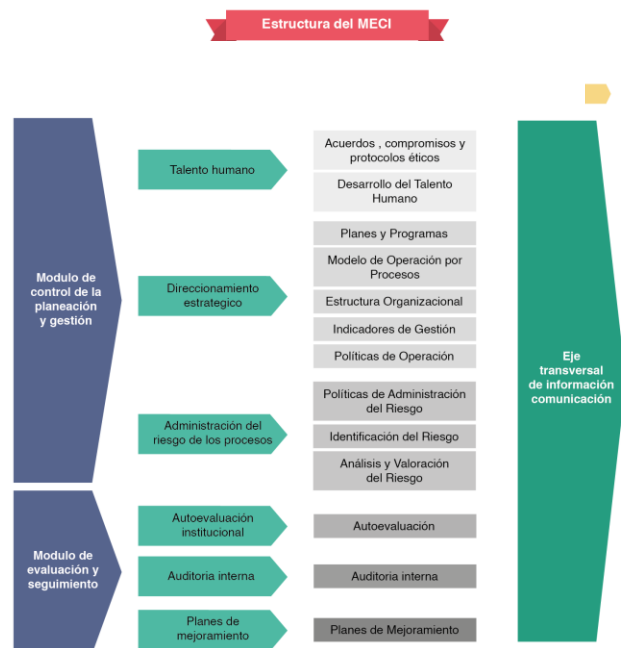 Estructura del MECI
Modulo de
control de la
planeación
y gestión
Talento humano
Acuerdos , compromisos y
protocolos éticos
Desarrollo del Talento
Humano
Direccionamiento
estrategico
Planes y Programas
Modelo de Operación por
Procesos
Estructura Organizacional
Indicadores de Gestión
Políticas de Operación
Administración del
riesgo de los procesos
Políticas de Administración
del Riesgo
Identificación del Riesgo
Análisis y Valoración
del Riesgo
Modulo de
evaluación y
seguimiento
Autoevaluación
institucional
Autoevaluación
Auditoria interna
Auditoria interna
Planes de
mejoramiento
Planes de Mejoramiento
Eje
transversal
de información
comunicación